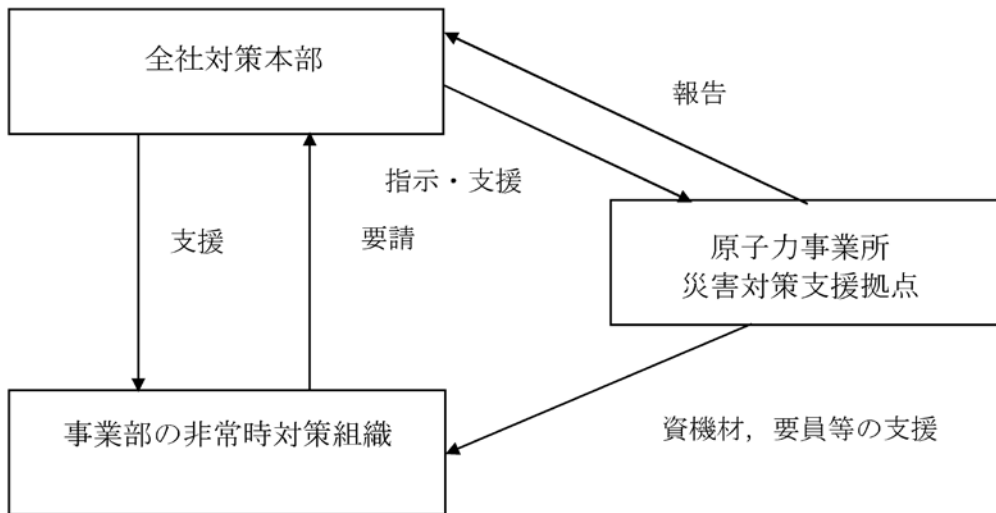 全社対策本部
報告
指示・支援
支援
要請
原子力事業所
災害対策支援拠点
事業部の非常時対策組織
資機材，要員等の支援